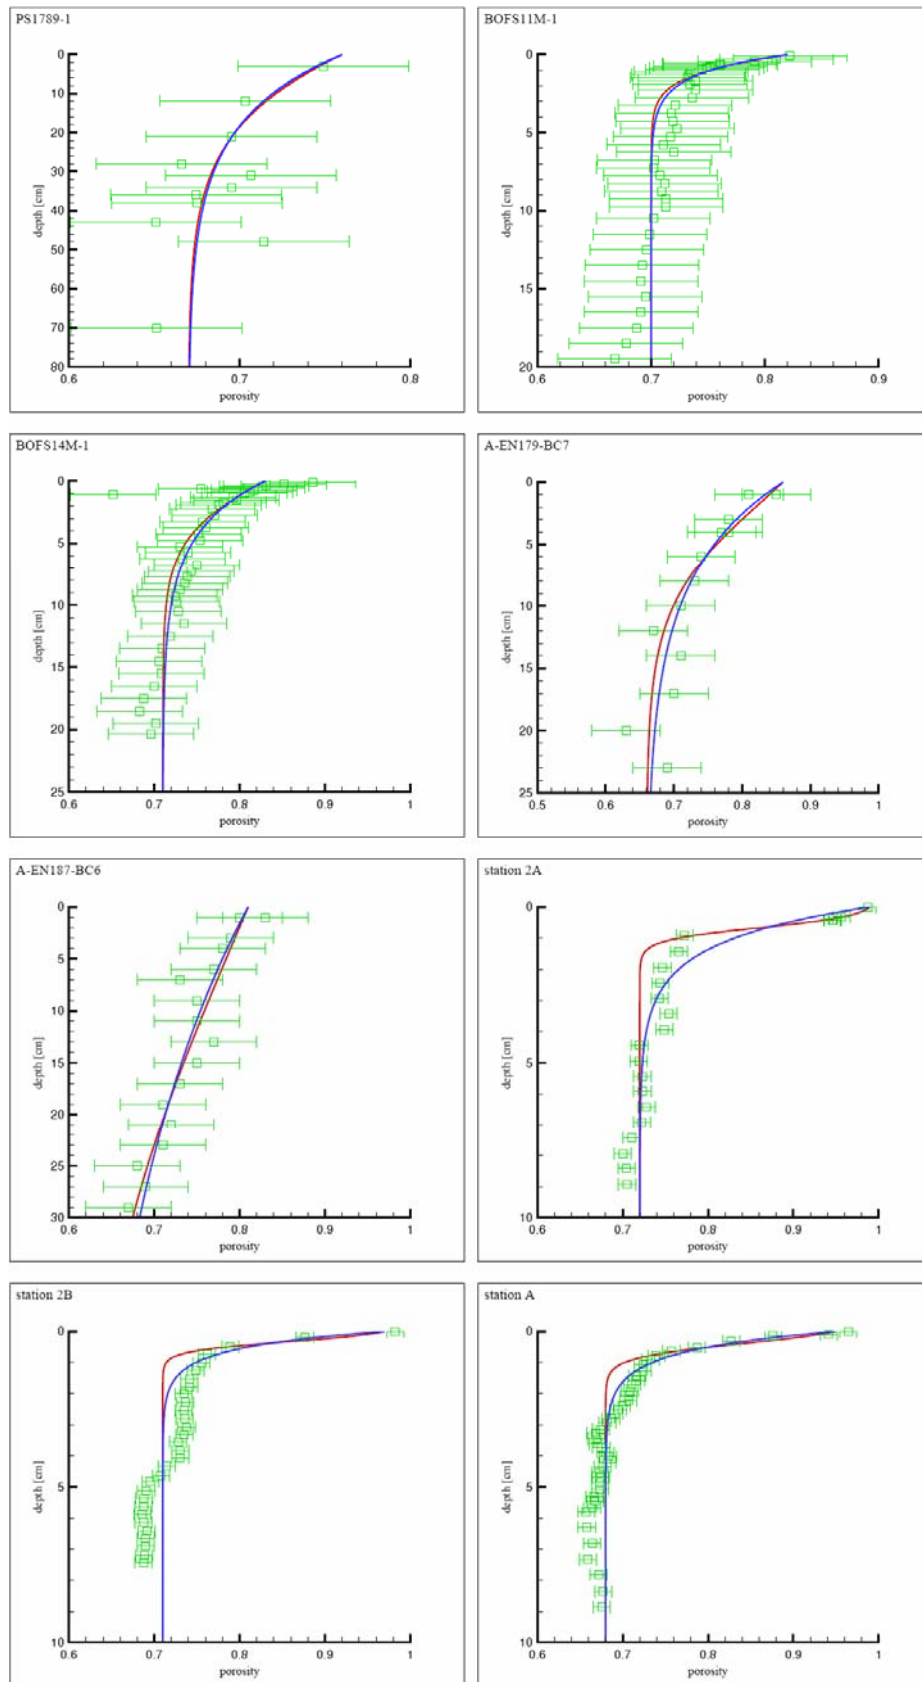 PS1789-1
0
10
20
30
40
50
60
70
80
depth [cm]
0.6 0.7 0.8
porosity
BOFS11M-1
0
5
10
15
20
depth [cm]
0.6 0.7 0.8 0.9
porosity
BOFS14M-1
0
5
10
15
20
25
depth [cm]
0.6 0.7 0.8 0.9 1
porosity
A-EN179-BC7
0
5
10
15
20
25
depth [cm]
0.5 0.6 0.7 0.8 0.9 1
porosity
A-EN187-BC6
0
5
10
15
20
25
30
depth [cm]
0.6 0.7 0.8 0.9 1
porosity
station 2A
0
5
10
depth [cm]
0.6 0.7 0.8 0.9 1
porosity
station 2B
0
5
10
depth [cm]
0.6 0.7 0.8 0.9 1
porosity
station A
0
5
10
depth [cm]
0.6 0.7 0.8 0.9 1
porosity